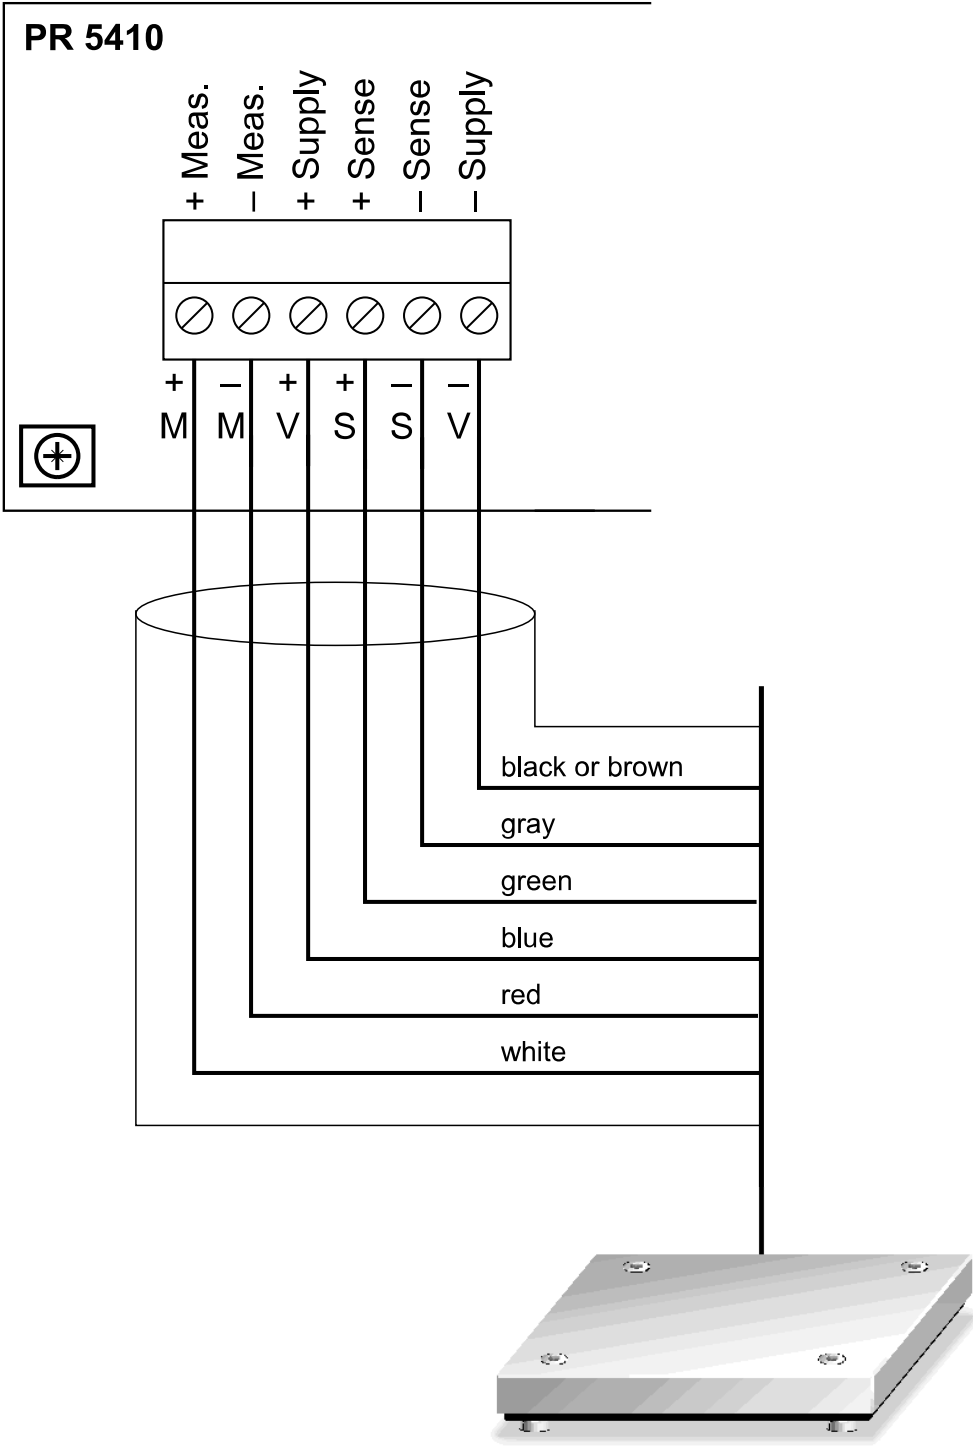 PR 5410
+ Meas.
– Meas.
+ Supply
+ Sense
– Sense
– Supply
+ – + + – –
M M V S S V
black or brown
gray
green
blue
red
white